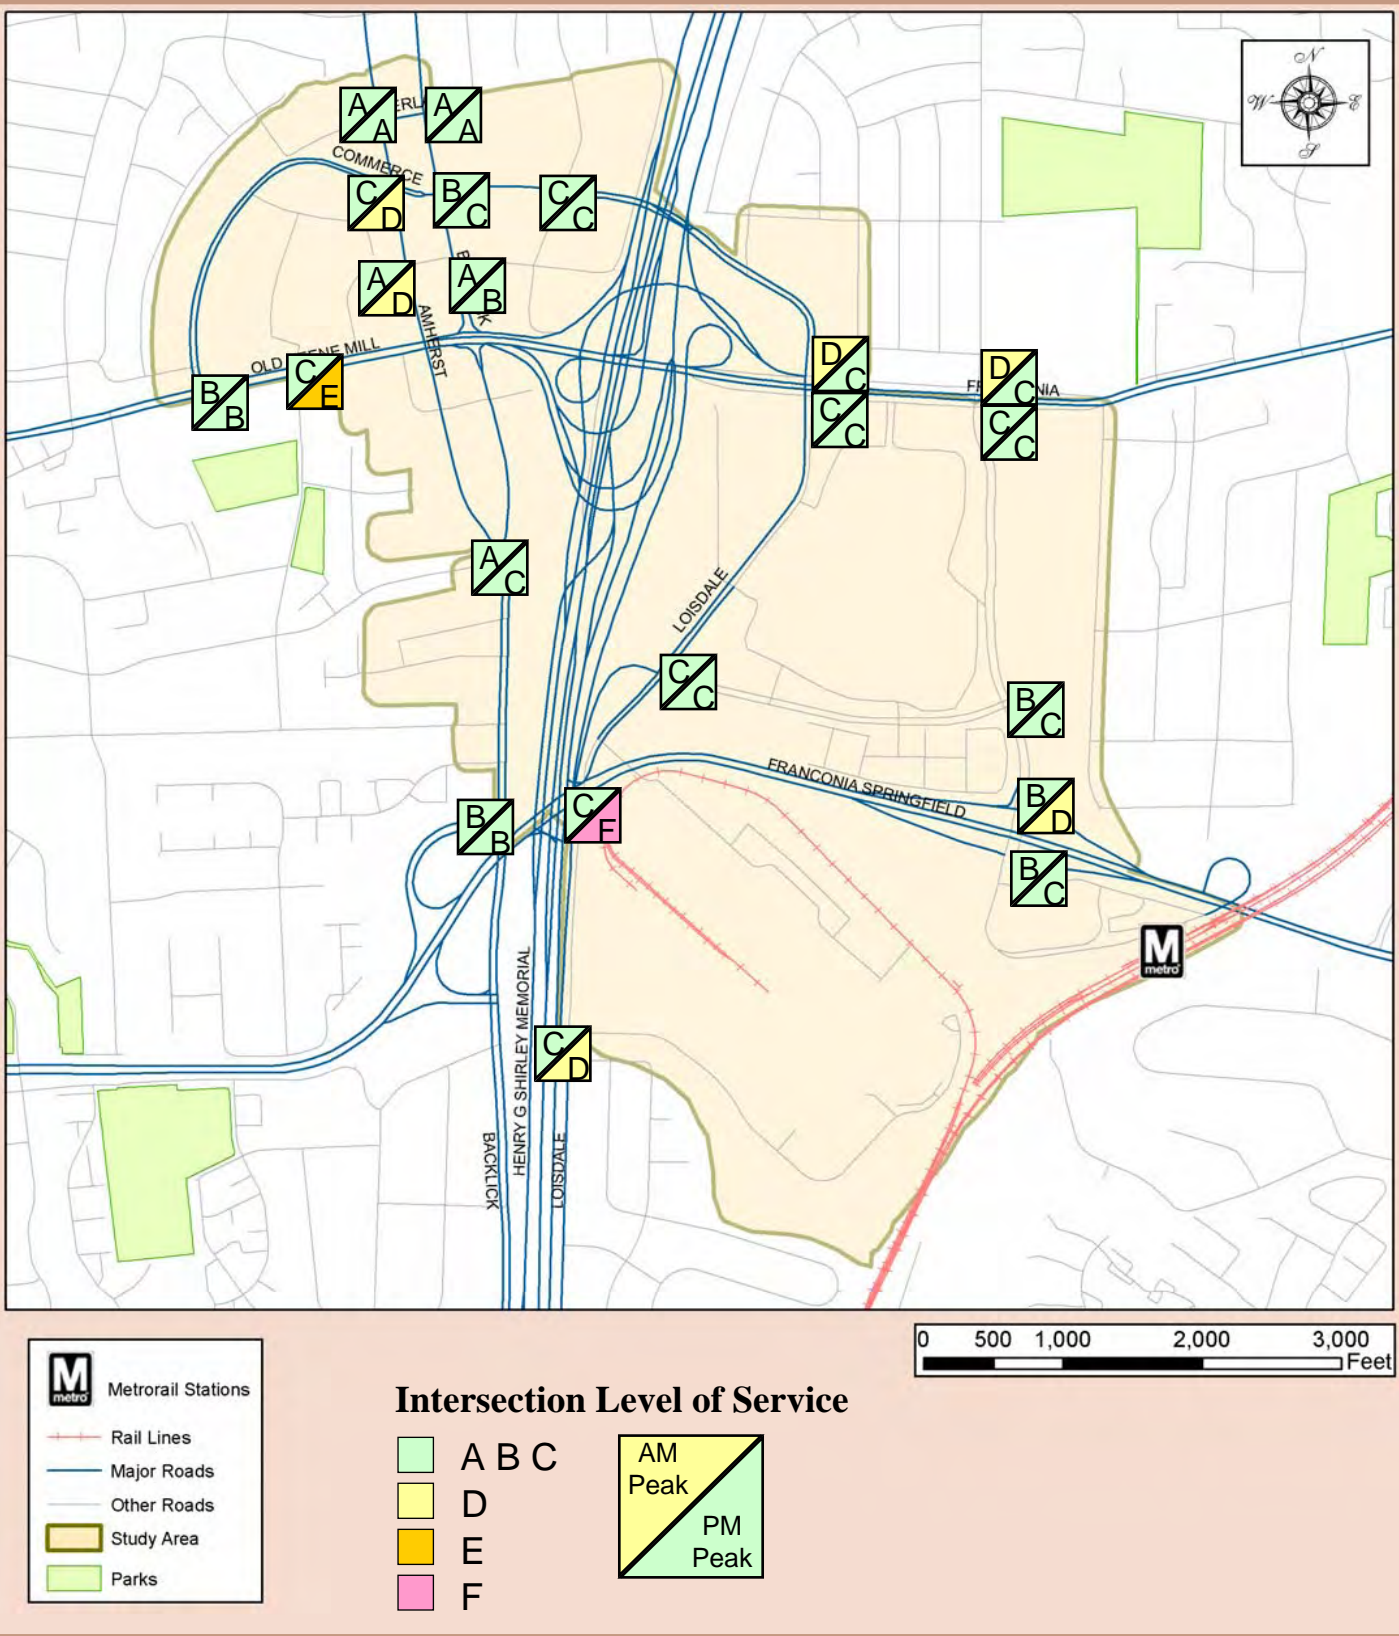 N
W E
S
A A
A A
COMMERCE
C D
B C
C C
A D
A B
AMHERST
OLD
MILL
B B
C E
D C
C C
D C
C C
A C
LOISDALE
C C
B C
FRANCONIA SPRINGFIELD
B D
B B
C F
B C
M
metro
HENRY G SHIRLEY MEMORIAL
C D
BACKLICK
LOISDALE
0 500 1,000 2,000 3,000
Feet
M
metro
Metrorail Stations
Rail Lines
Major Roads
Other Roads
Study Area
Parks
Intersection Level of Service
A B C
D
E
F
AM
Peak
PM
Peak